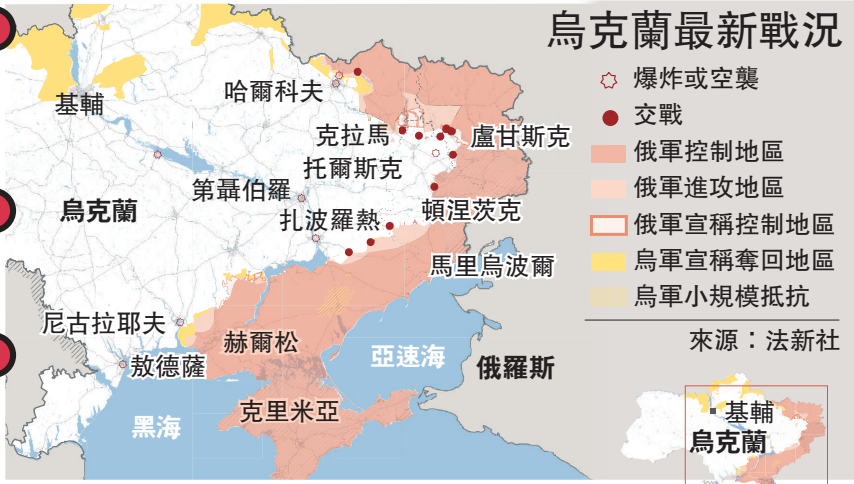 烏克蘭最新戰況
爆炸或空襲
交戰
俄軍控制地區
俄軍進攻地區
俄軍宣稱控制地區
烏軍宣稱奪回地區
烏軍小規模抵抗
來源：法新社
基輔
哈爾科夫
克拉馬
托爾斯克
盧甘斯克
第聶伯羅
烏克蘭
扎波羅熱
頓涅茨克
馬里烏波爾
尼古拉耶夫
赫爾松
敖德薩
亞速海
俄羅斯
克里米亞
黑海
基輔
烏克蘭